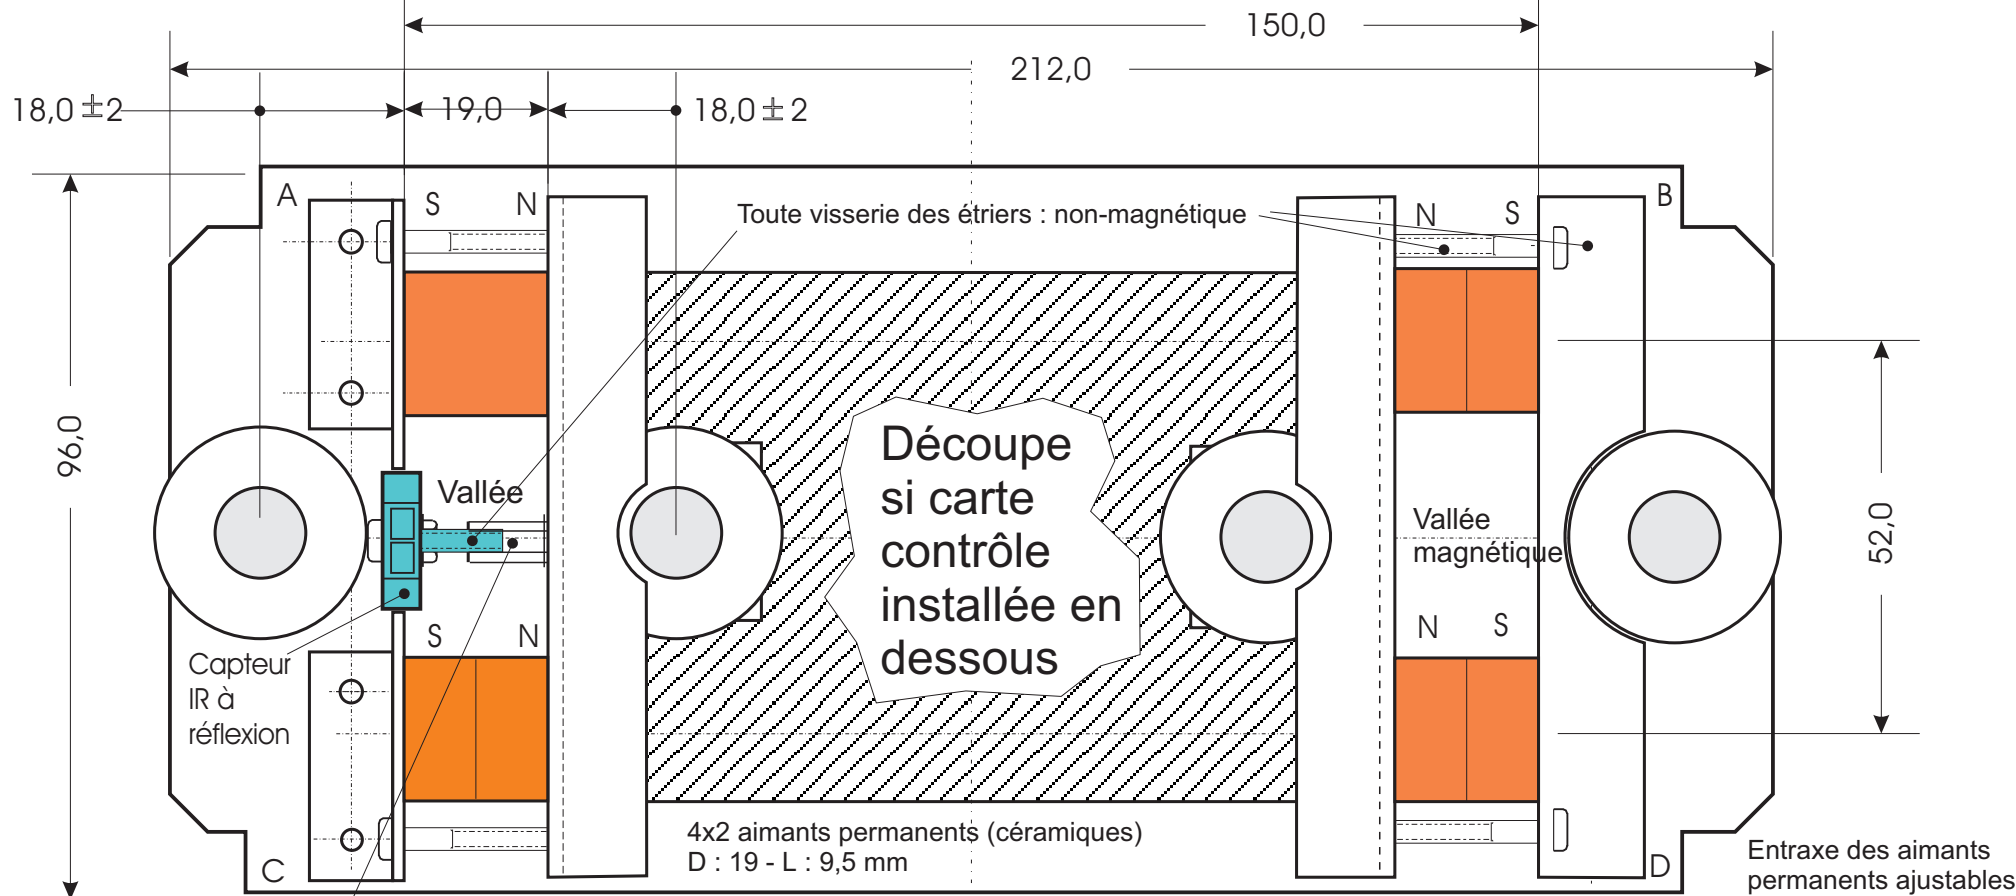 150,0
212,0
18,0 ±2
19,0
18,0 ± 2
A
S
N
Toute visserie des étriers : non-magnétique
N
S
B
96,0
Découpe
si carte
contrôle
installée en
dessous
Vallée
Vallée
magnétique
52,0
S
N
N
S
Capteur
IR à
réflexion
4x2 aimants permanents (céramiques)
D : 19 - L : 9,5 mm
C
D
Entraxe des aimants
permanents ajustables